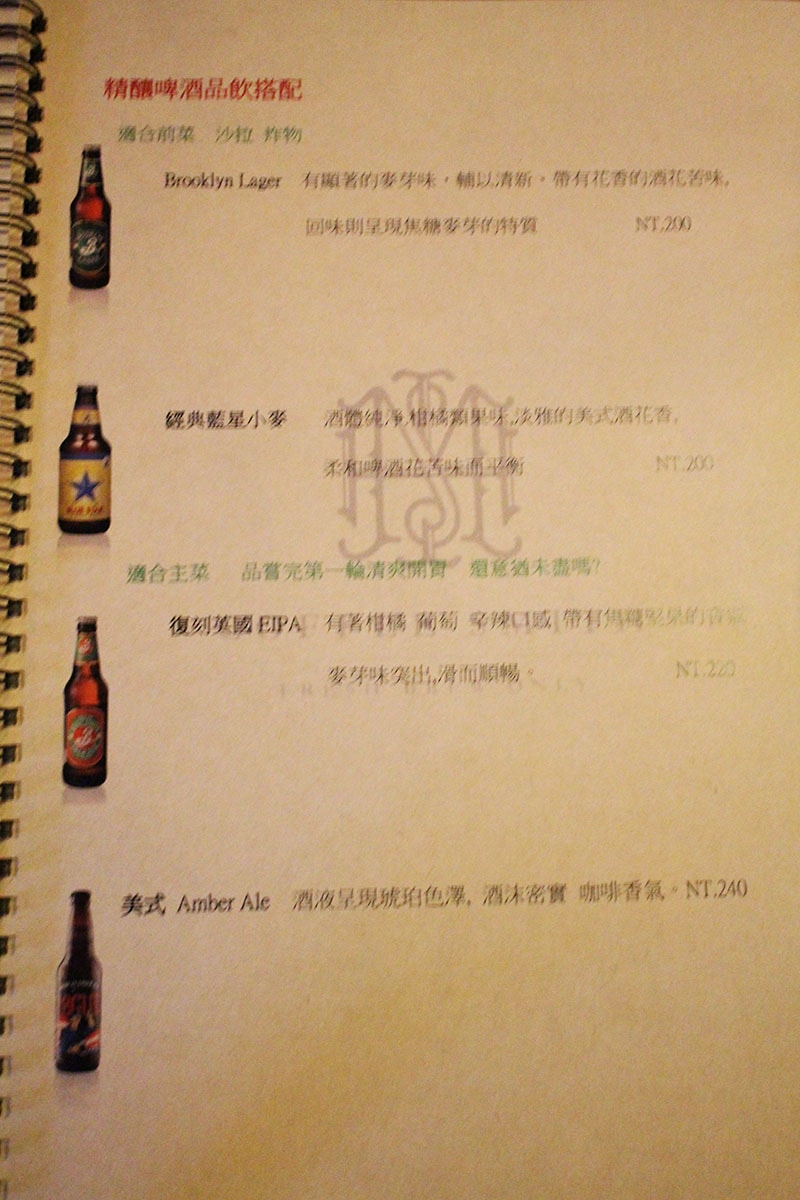 精釀啤酒品飲搭配
適合前菜 沙拉 炸物
Brooklyn Lager 有顯著的麥芽味，輔以清新。帶有花香的酒花苦味,
回味則呈現焦糖麥芽的特質 NT.200
經典藍星小麥 酒體純淨,柑橘類果味,淡雅的美式酒花香,
柔和啤酒花苦味而平衡 NT.200
適合主菜 品嘗完第一輪清爽開胃 還意猶未盡嗎?
復刻英國 EIPA 有著柑橘 葡萄 辛辣口感 帶有焦糖堅果的香氣
麥芽味突出,滑而順暢。 NT.220
美式 Amber Ale 酒液呈現琥珀色澤, 酒沫密實 咖啡香氣。NT.240